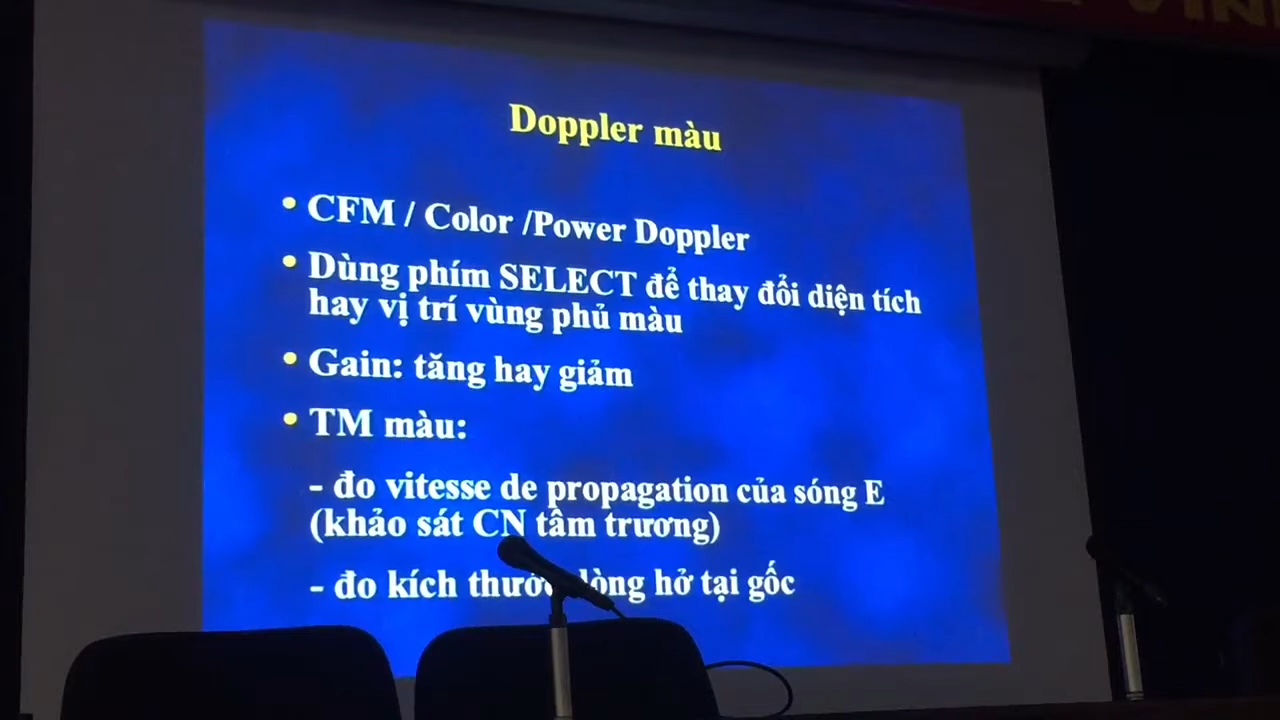 Doppler màu
• CFM / Color /Power Doppler
• Dùng phím SELECT để thay đổi diện tích
hay vị trí vùng phủ màu
• Gain: tăng hay giảm
• TM màu:
- đo vitesse de propagation của sóng E
(khảo sát CN tâm trương)
- đo kích thước dòng hở tại gốc